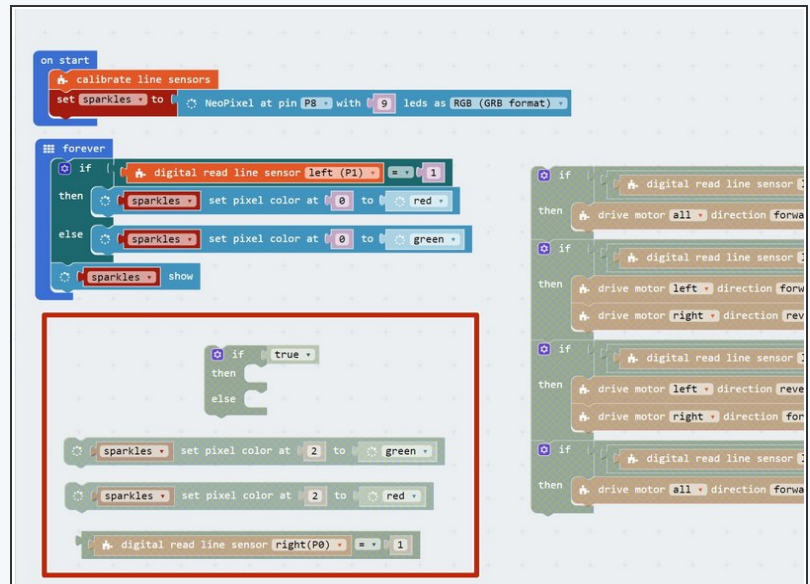 on start
calibrate line sensors
set sparkles to NeoPixel at pin P8 with 9 leds as RGB (GRB format)
forever
if digital read line sensor left (P1) = 1
then sparkles set pixel color at 0 to red
else sparkles set pixel color at 0 to green
sparkles show
if true
then
else
sparkles set pixel color at 2 to green
sparkles set pixel color at 2 to red
digital read line sensor right(P0) = 1
if digital read line sensor
then drive motor all direction forwa
if digital read line sensor
then drive motor left direction forw
drive motor right direction rev
if digital read line sensor
then drive motor left direction reve
drive motor right direction for
if digital read line sensor
then drive motor all direction forwa